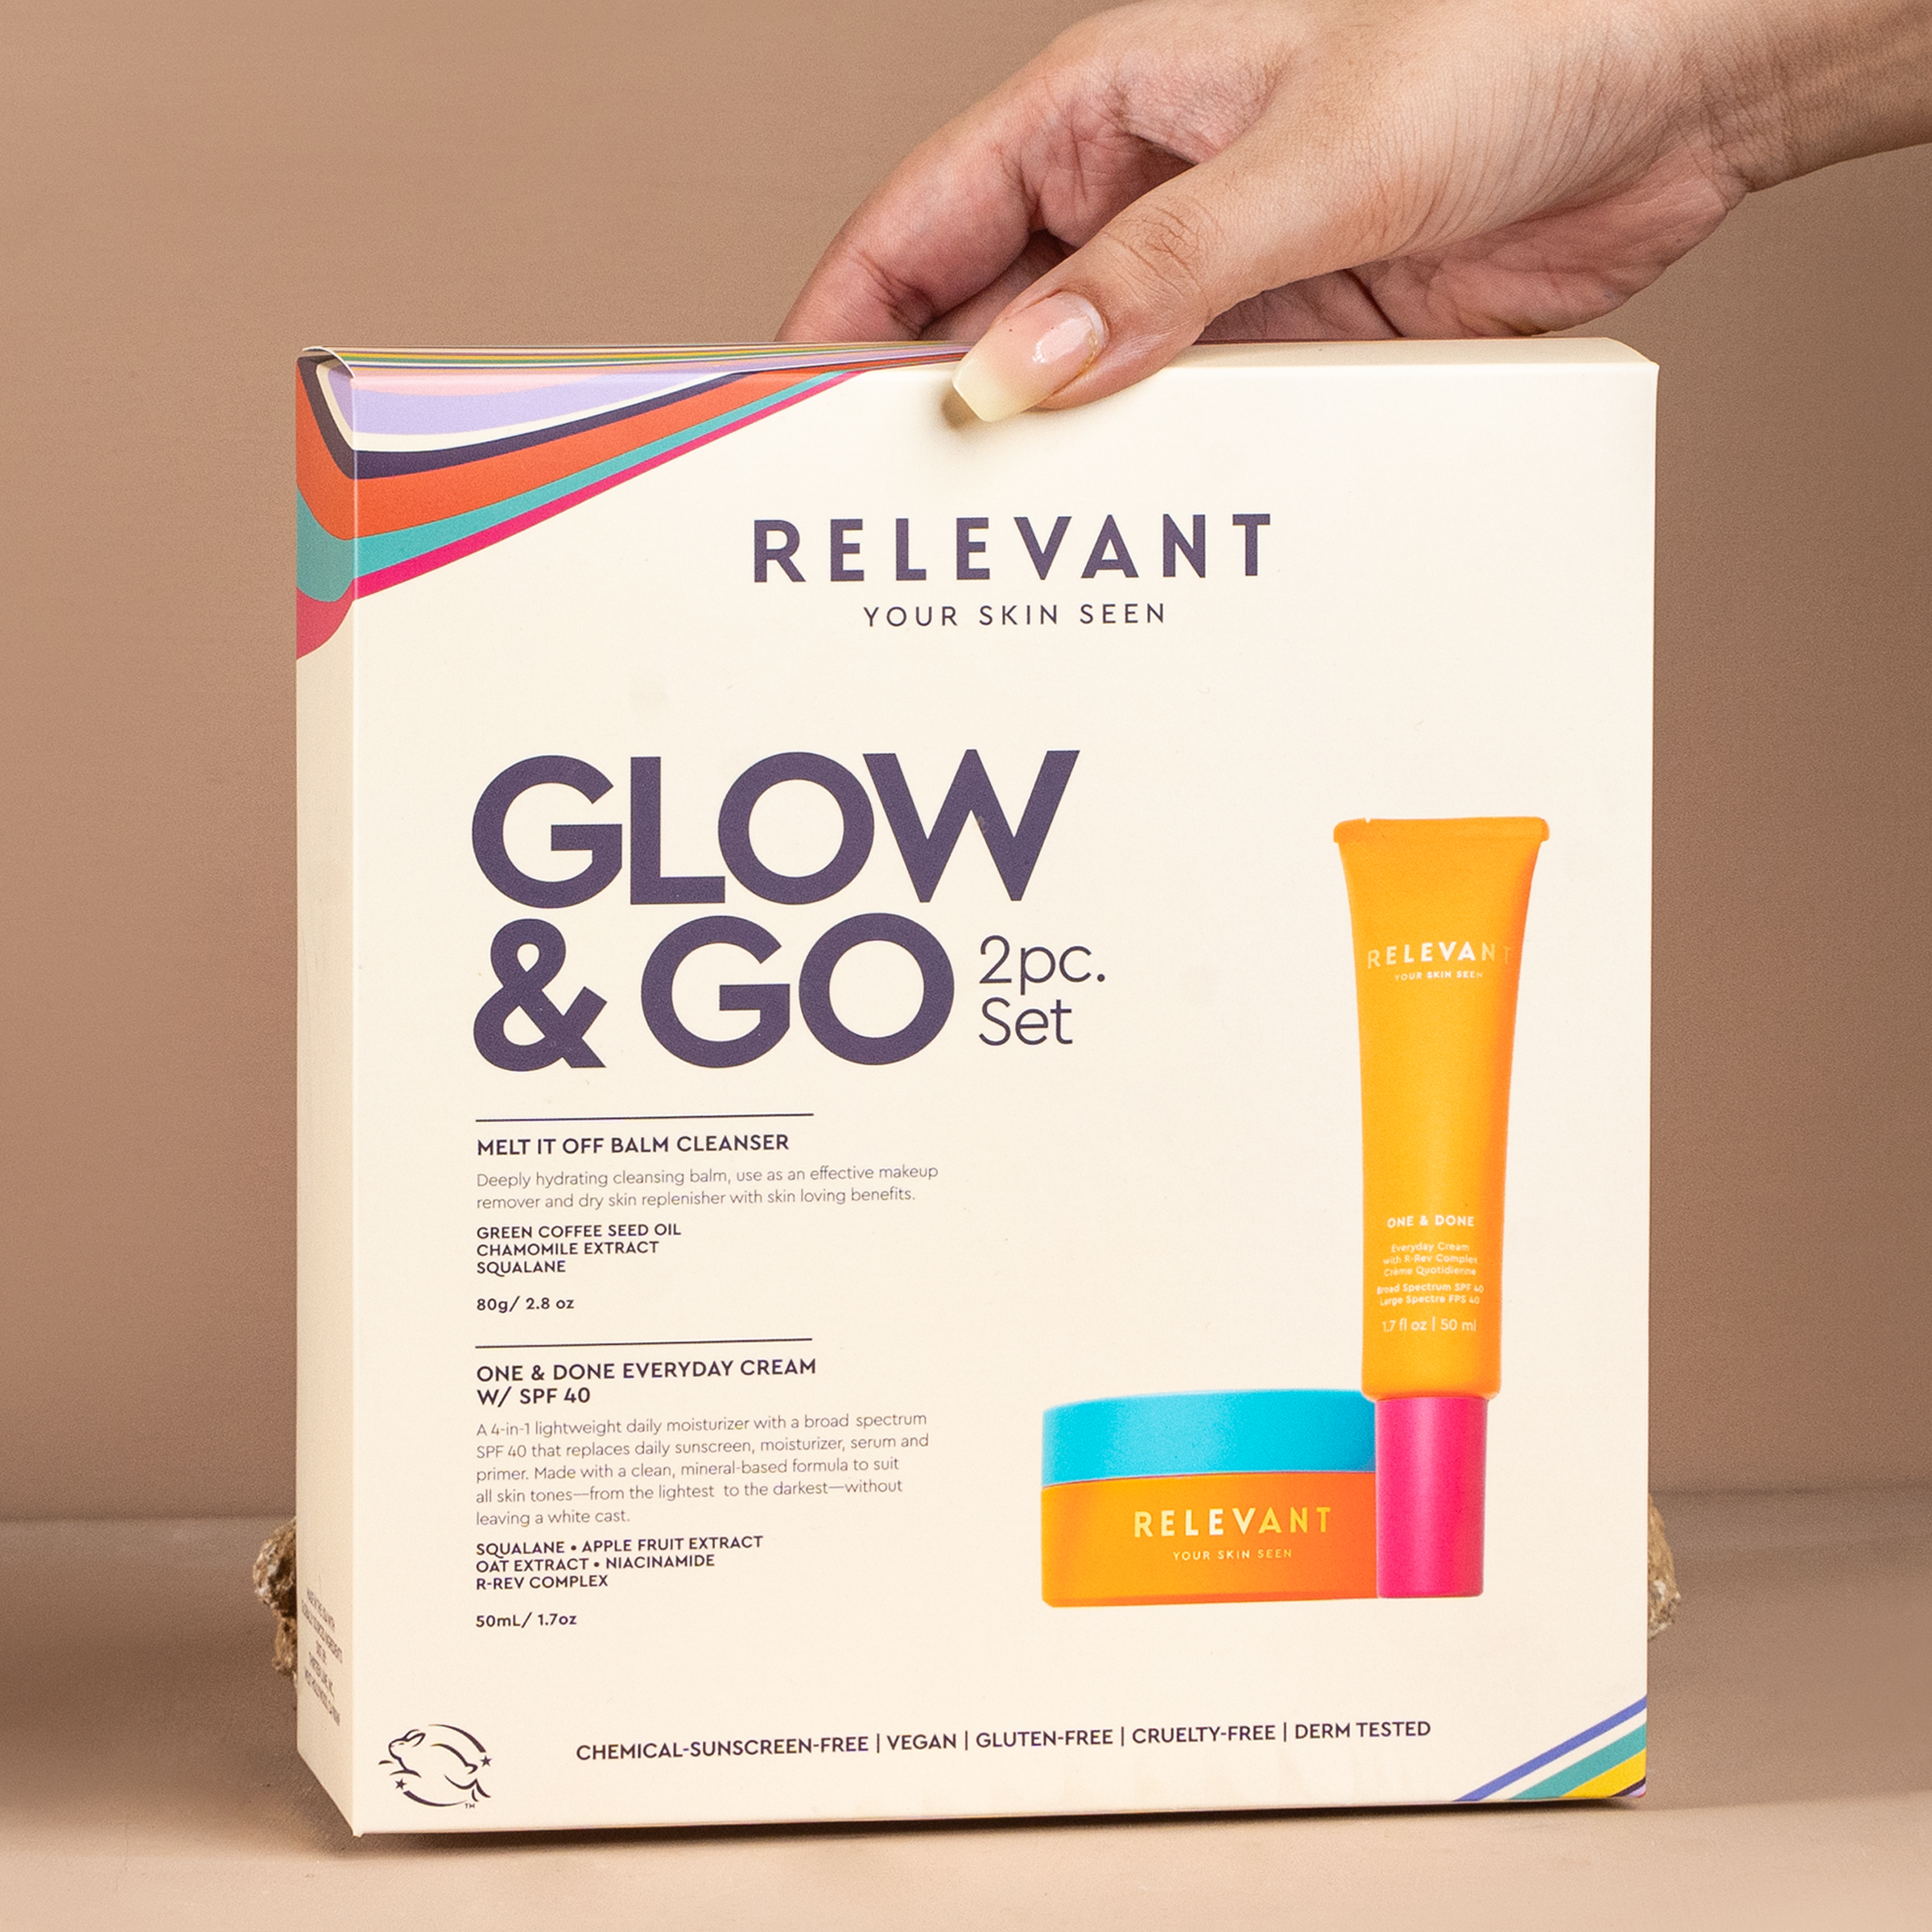 RELEVANT
YOUR SKIN SEEN
GLOW
& GO
2pc.
Set
MELT IT OFF BALM CLEANSER
Deeply hydrating cleansing balm, use as an effective makeup
remover and dry skin replenisher with skin loving benefits.
GREEN COFFEE SEED OIL
CHAMOMILE EXTRACT
SQUALANE
80g/ 2.8 oz
ONE & DONE EVERYDAY CREAM
W/ SPF 40
A 4-in-1 lightweight daily moisturizer with a broad spectrum
SPF 40 that replaces daily sunscreen, moisturizer, serum and
primer. Made with a clean, mineral-based formula to suit
all skin tones—from the lightest to the darkest—without
leaving a white cast.
SQUALANE • APPLE FRUIT EXTRACT
OAT EXTRACT • NIACINAMIDE
R-REV COMPLEX
50mL/ 1.7oz
RELEVANT
YOUR SKIN SEEN
ONE & DONE
Everyday Cream
with R-Rev Complex
Crème Quotidienne
Broad Spectrum SPF 40
Large Spectre FPS 40
1.7 fl oz | 50 ml
RELEVANT
YOUR SKIN SEEN
CHEMICAL-SUNSCREEN-FREE | VEGAN | GLUTEN-FREE | CRUELTY-FREE | DERM TESTED
TM